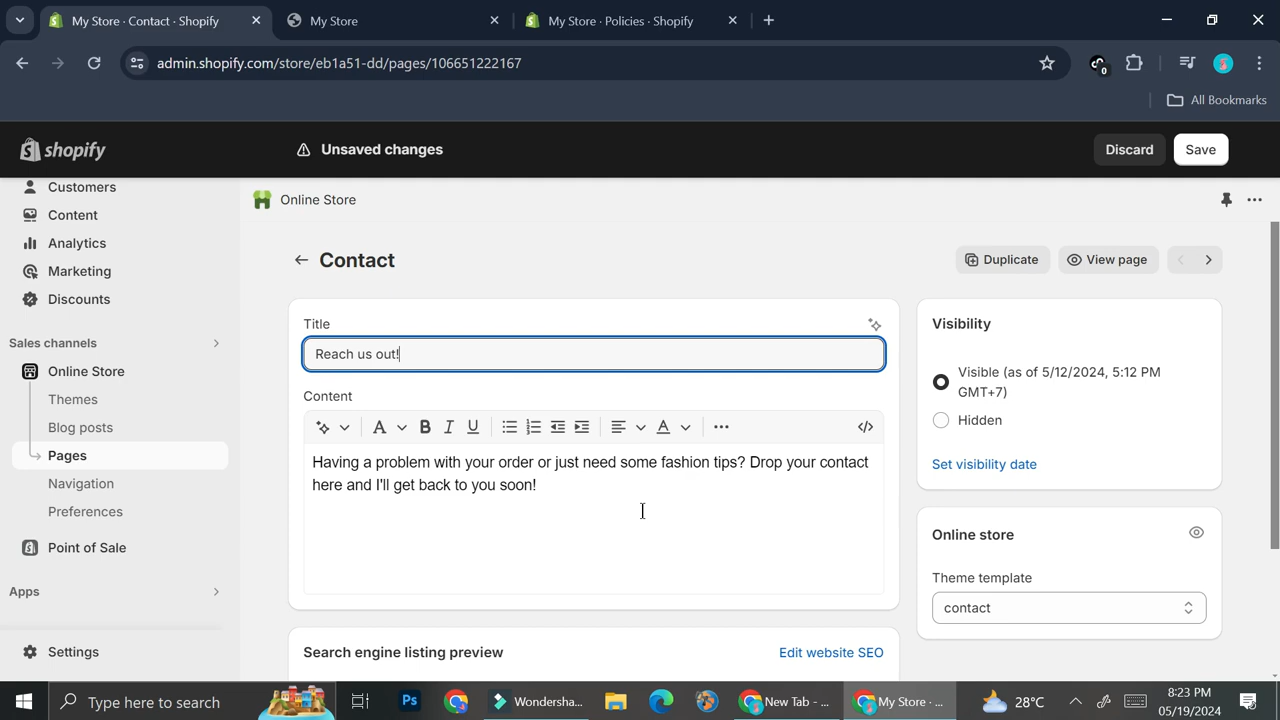 My Store · Contact · Shopify
My Store
My Store · Policies · Shopify
admin.shopify.com/store/eb1a51-dd/pages/106651222167
0
All Bookmarks
shopify
Unsaved changes
Discard
Save
Customers
Content
Analytics
Marketing
Discounts
Sales channels
Online Store
Themes
Blog posts
Pages
Navigation
Preferences
Point of Sale
Apps
Settings
Online Store
Contact
Duplicate
View page
Title
Reach us out!
Content
A
B
I
U
A
Having a problem with your order or just need some fashion tips? Drop your contact
here and I'll get back to you soon!
Search engine listing preview
Edit website SEO
Visibility
Visible (as of 5/12/2024, 5:12 PM
GMT+7)
Hidden
Set visibility date
Online store
Theme template
contact
Type here to search
Ps
Wondersha...
New Tab - ...
My Store · ...
28°C
8:23 PM
05/19/2024